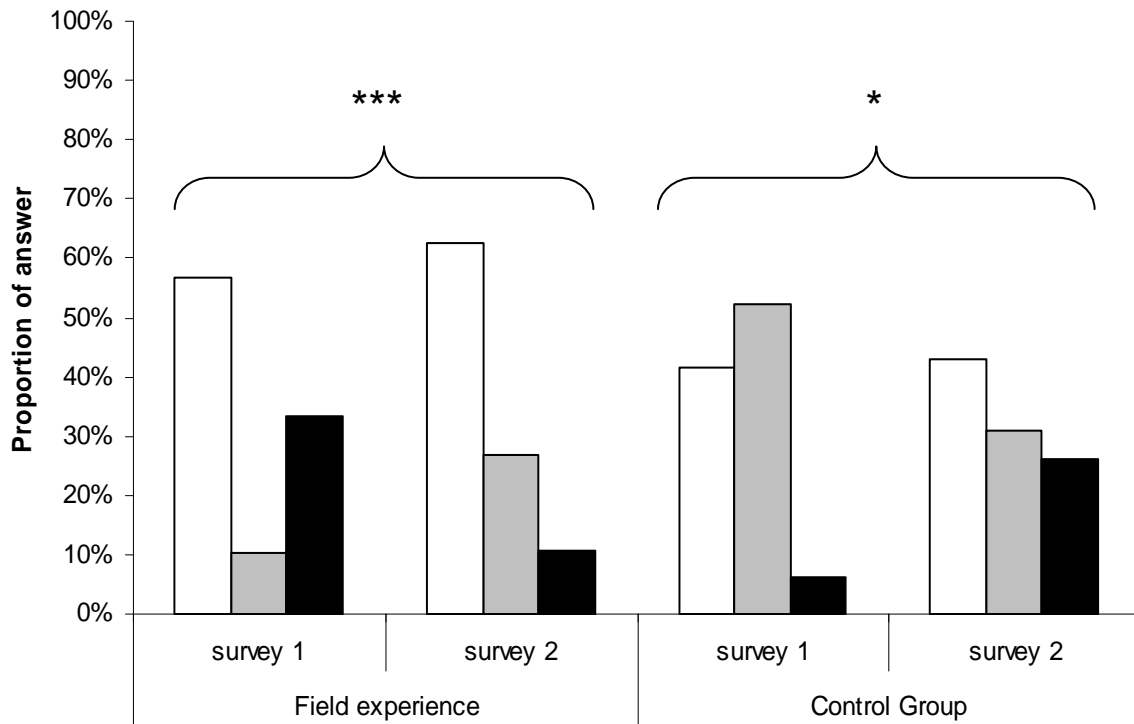 100%
90%
80%
70%
60%
50%
40%
30%
20%
10%
0%
Proportion of answer
***
*
survey 1
survey 2
survey 1
survey 2
Field experience
Control Group